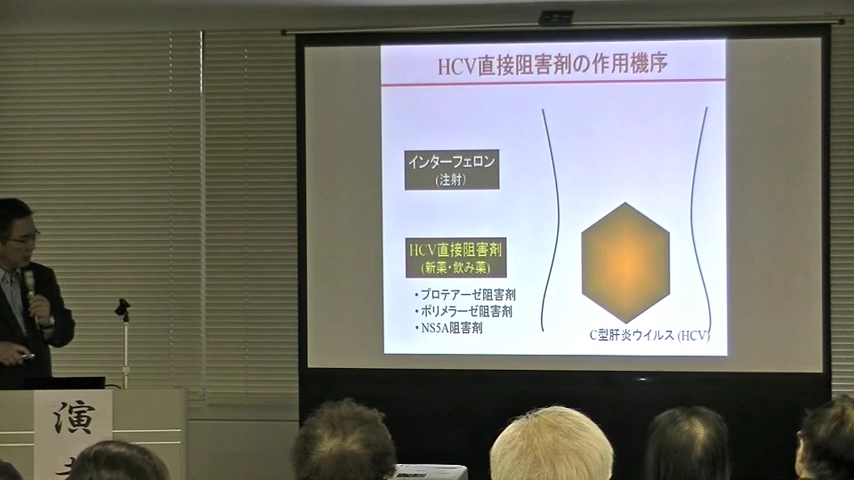 HCV直接阻害剤の作用機序
インターフェロン
(注射)
HCV直接阻害剤
(新薬・飲み薬)
・プロテアーゼ阻害剤
・ポリメラーゼ阻害剤
・NS5A阻害剤
C型肝炎ウイルス(HCV)
演